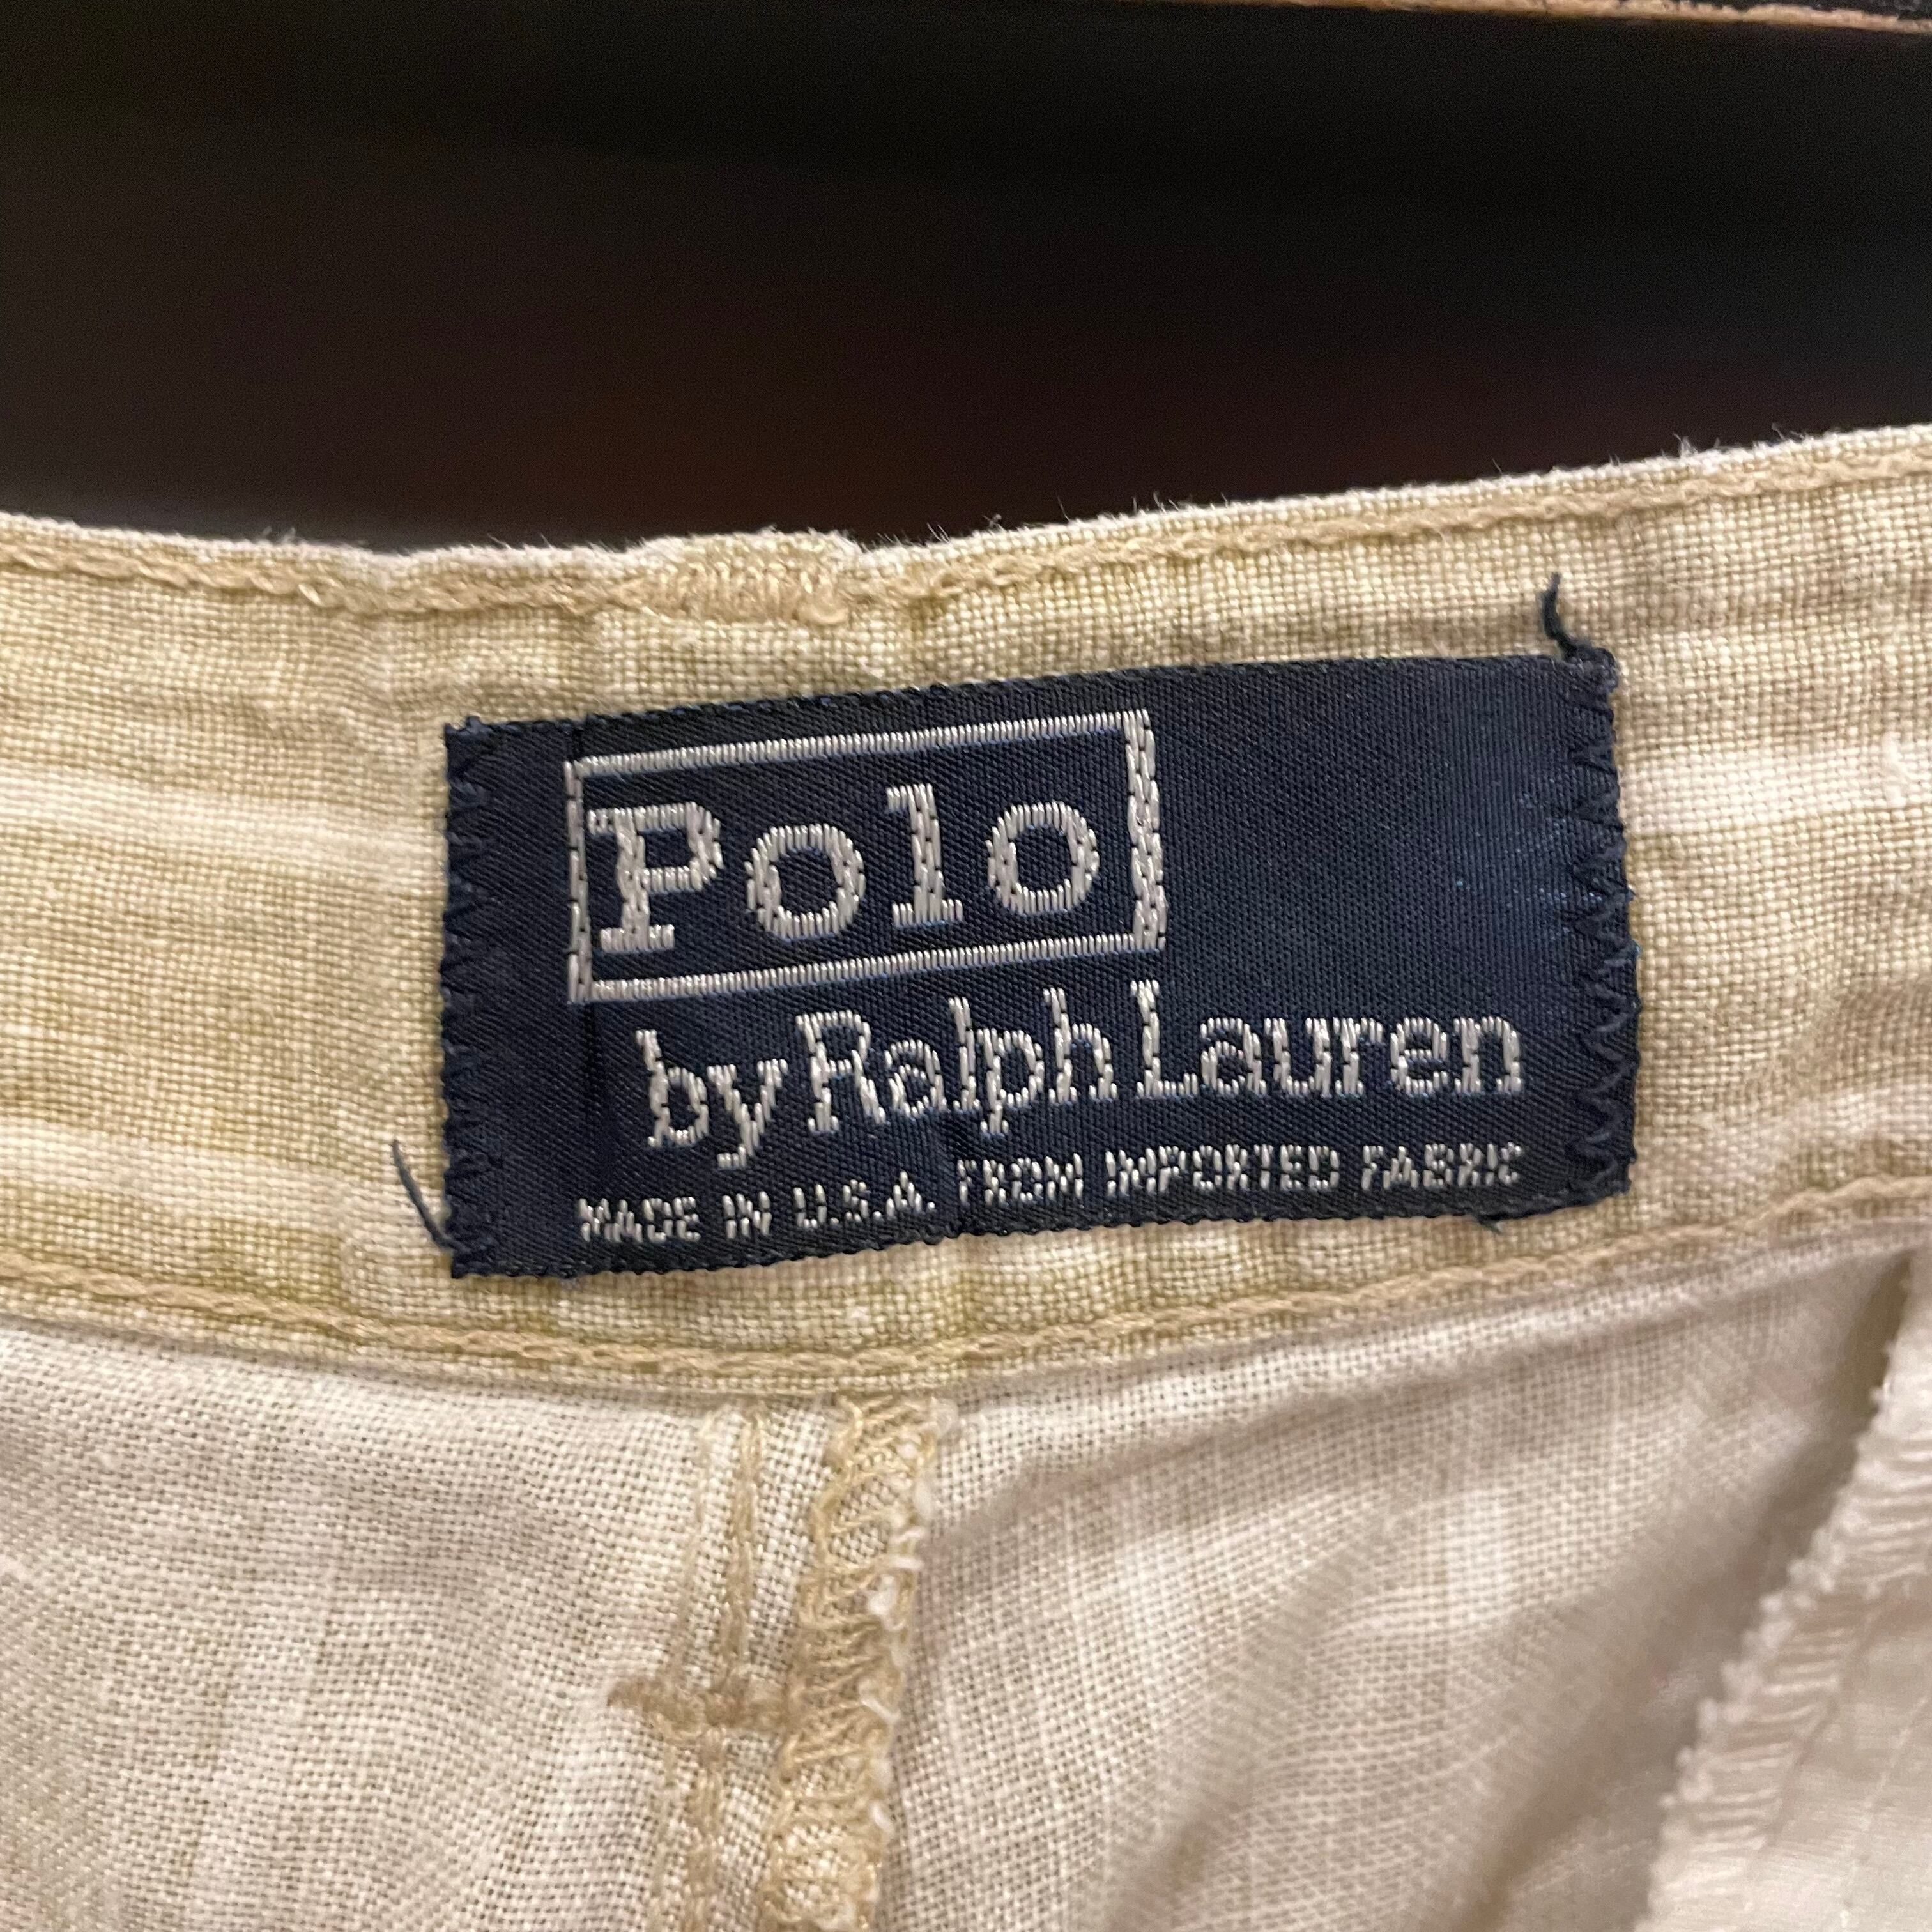 Polo
by Ralph Lauren
MADE IN U.S.A. FROM IMPORTED FABRIC